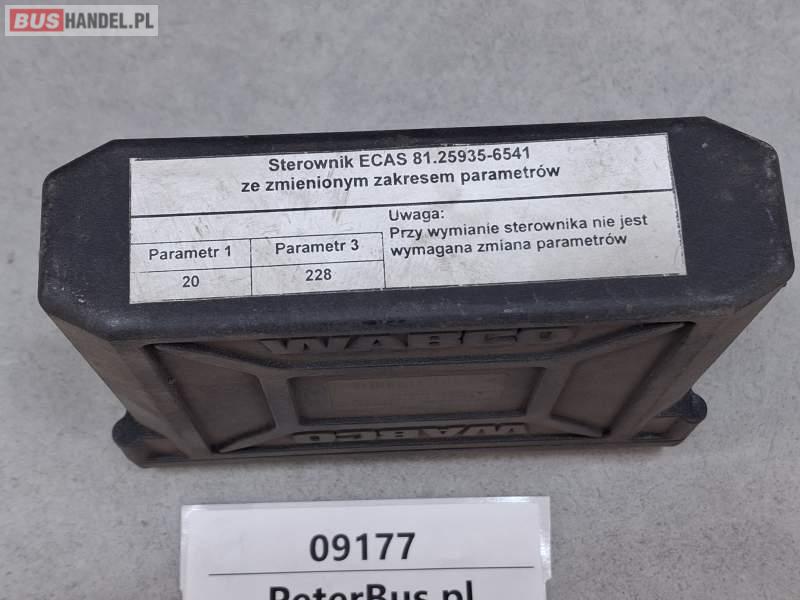 BUSHANDEL.PL
Sterownik ECAS 81.25935-6541
ze zmienionym zakresem parametrów
Parametr 1 Parametr 3
20 228
Uwaga:
Przy wymianie sterownika nie jest
wymagana zmiana parametrów
WABCO
WABCO
09177
PeterBus.pl